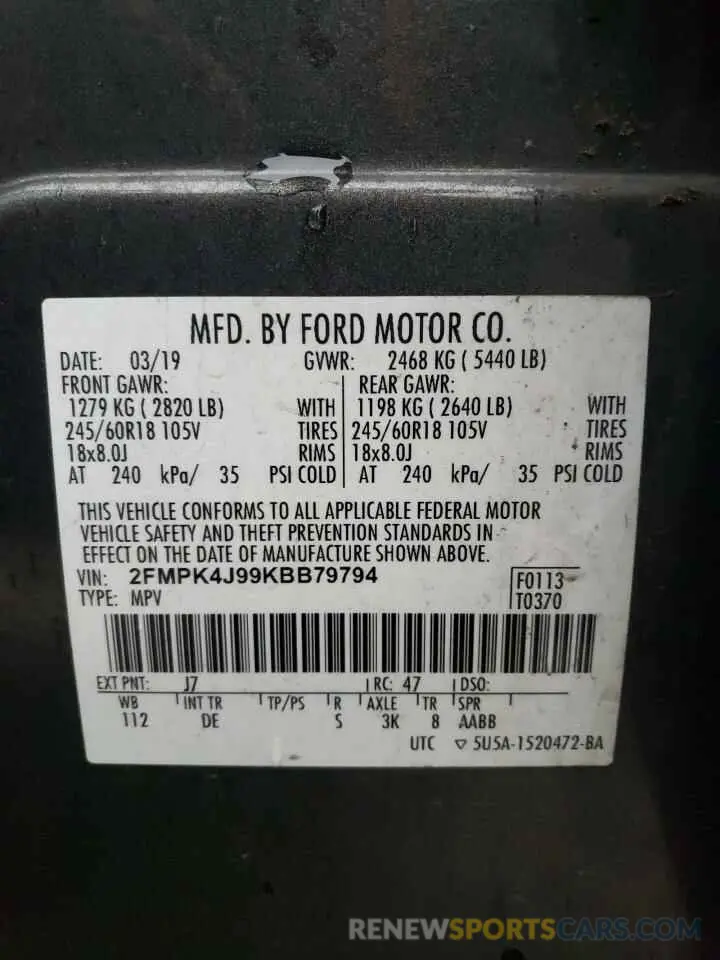 MFD. BY FORD MOTOR CO.
DATE: 03/19 GVWR: 2468 KG ( 5440 LB)
FRONT GAWR: REAR GAWR:
1279 KG ( 2820 LB) WITH 1198 KG ( 2640 LB) WITH
245/60R18 105V TIRES 245/60R18 105V TIRES
18x8.0J RIMS 18x8.0J RIMS
AT 240 kPa/ 35 PSI COLD AT 240 kPa/ 35 PSI COLD
THIS VEHICLE CONFORMS TO ALL APPLICABLE FEDERAL MOTOR
VEHICLE SAFETY AND THEFT PREVENTION STANDARDS IN
EFFECT ON THE DATE OF MANUFACTURE SHOWN ABOVE.
VIN: 2FMPK4J99KBB79794 F0113
TYPE: MPV T0370
EXT PNT: J7 RC: 47 DSO:
WB INT TR TP/PS R AXLE TR SPR
112 DE S 3K 8 AABB
UTC ▽ 5U5A-1520472-BA
RENEWSPORTSCARS.COM